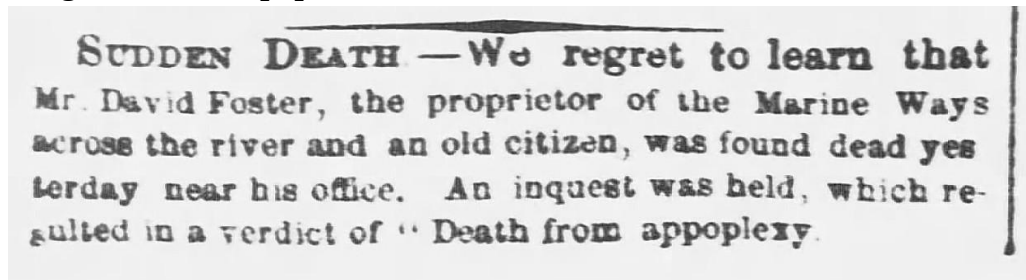 SUDDEN DEATH —We regret to learn that
Mr. David Foster, the proprietor of the Marine Ways
across the river and an old citizen, was found dead yes
terday near his office. An inquest was held, which re-
sulted in a verdict of “ Death from appoplexy.